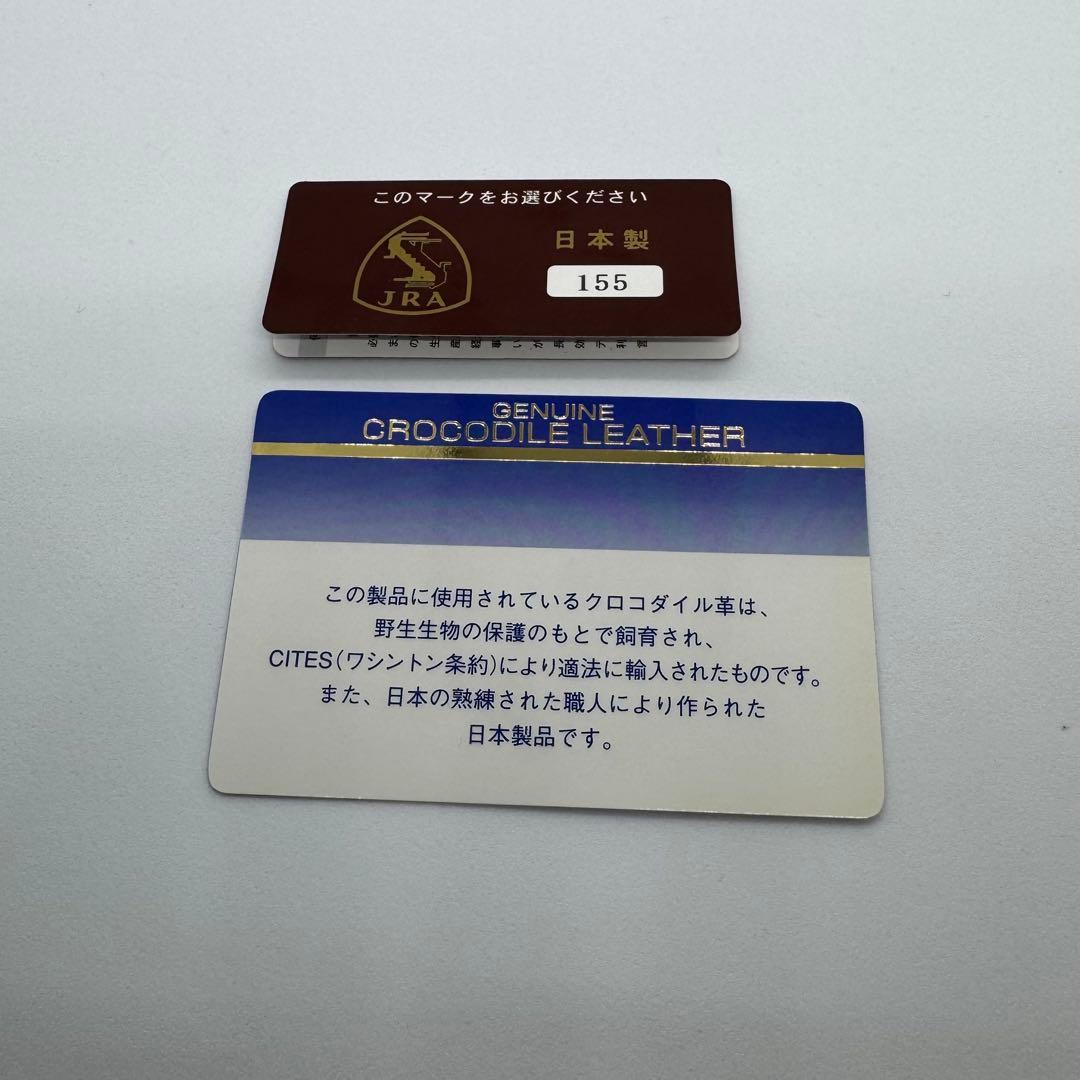 このマークをお選びください
JRA
日本製
155
GENUINE
CROCODILE LEATHER
この製品に使用されているクロコダイル革は、
野生生物の保護のもとで飼育され、
CITES(ワシントン条約)により適法に輸入されたものです。
また、日本の熟練された職人により作られた
日本製品です。